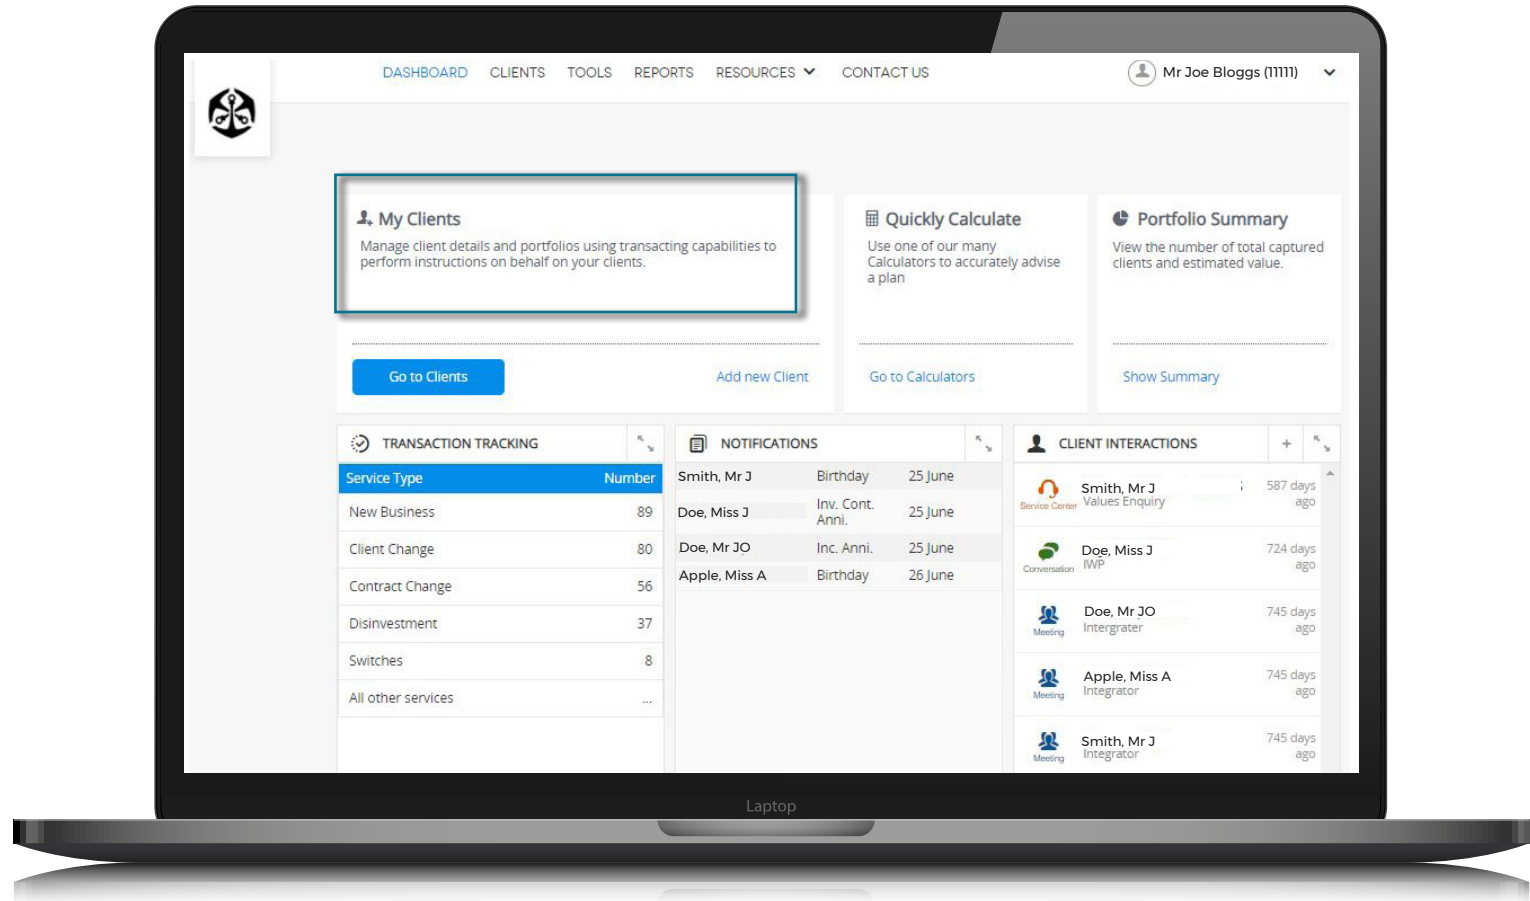 DASHBOARD CLIENTS TOOLS REPORTS RESOURCES CONTACT US Mr Joe Bloggs (11111)
My Clients
Manage client details and portfolios using transacting capabilities to
perform instructions on behalf on your clients.
Go to Clients Add new Client
Quickly Calculate
Use one of our many
Calculators to accurately advise
a plan
Go to Calculators
Portfolio Summary
View the number of total captured
clients and estimated value.
Show Summary
TRANSACTION TRACKING
Service Type Number
New Business 89
Client Change 80
Contract Change 56
Disinvestment 37
Switches 8
All other services ...
NOTIFICATIONS
Smith, Mr J Birthday 25 June
Doe, Miss J Inv. Cont.
Anni. 25 June
Doe, Mr JO Inc. Anni. 25 June
Apple, Miss A Birthday 26 June
CLIENT INTERACTIONS +
Smith, Mr J 587 days
Service Center Values Enquiry ago
Doe, Miss J 724 days
Conversation IWP ago
Doe, Mr JO 745 days
Meeting Intergrater ago
Apple, Miss A 745 days
Meeting Integrator ago
Smith, Mr J 745 days
Meeting Integrator ago
Laptop